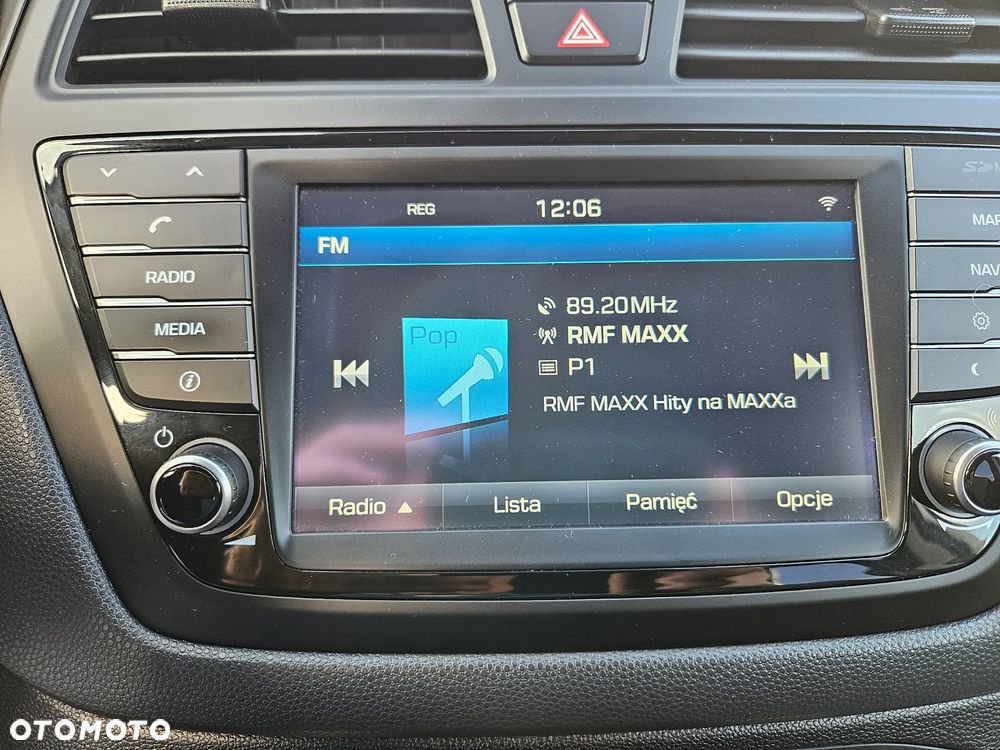 REG 12:06
FM
RADIO
MEDIA
MAP
NAV
Pop
89.20MHz
RMF MAXX
P1
RMF MAXX Hity na MAXXa
Radio Lista Pamięć Opcje
OTOMOTO